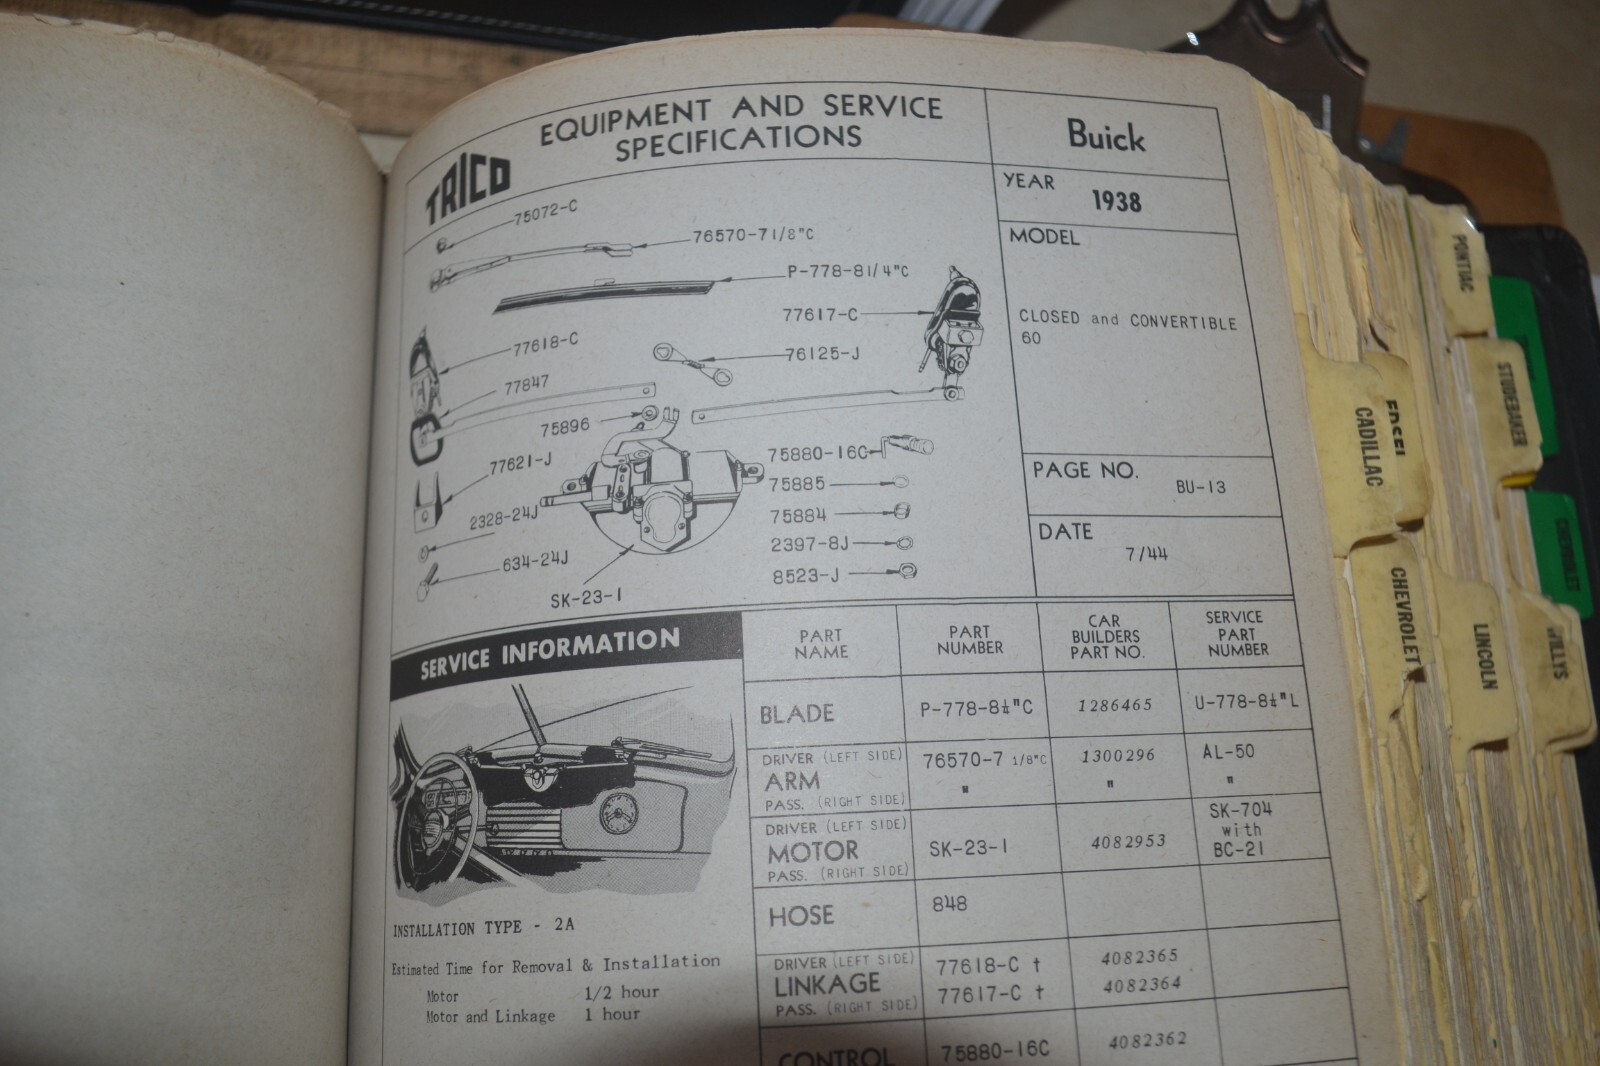 TRICO
EQUIPMENT AND SERVICE
SPECIFICATIONS
Buick
YEAR
1938
MODEL
CLOSED and CONVERTIBLE
60
PAGE NO.
BU-13
DATE
7/44
75072-C
76570-7 1/8"C
P-778-8 1/4"C
77617-C
77618-C
76125-J
77847
75896
75880-16C
77621-J
75885
2328-24J
75884
2397-8J
634-24J
8523-J
SK-23-1
SERVICE INFORMATION
INSTALLATION TYPE - 2A
Estimated Time for Removal & Installation
Motor 1/2 hour
Motor and Linkage 1 hour
PART
NAME
PART
NUMBER
CAR
BUILDERS
PART NO.
SERVICE
PART
NUMBER
BLADE P-778-8¼"C 1286465 U-778-8¼"L
DRIVER (LEFT SIDE)
ARM 76570-7 1/8"C 1300296 AL-50
PASS. (RIGHT SIDE) " " "
DRIVER (LEFT SIDE)
MOTOR SK-23-1 4082953 SK-704
with
BC-21
PASS. (RIGHT SIDE)
HOSE 848
DRIVER (LEFT SIDE) 77618-C † 4082365
LINKAGE
PASS. (RIGHT SIDE) 77617-C † 4082364
CONTROL 75880-16C 4082362
PONTIAC
STUDEBAKER
EDSEL
CADILLAC
CHEVROLET
CHEVROLET
LINCOLN
WILLYS